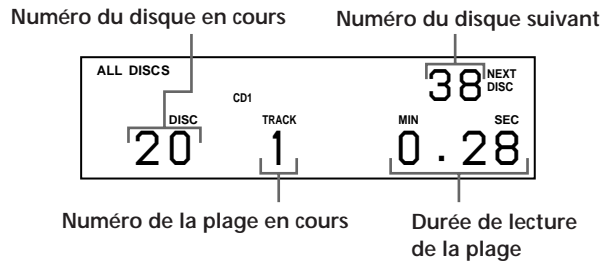 Numéro du disque en cours
Numéro du disque suivant
ALL DISCS
38 NEXT DISC
CD1
DISC TRACK MIN SEC
20 1 0 . 28
Numéro de la plage en cours
Durée de lecture
de la plage